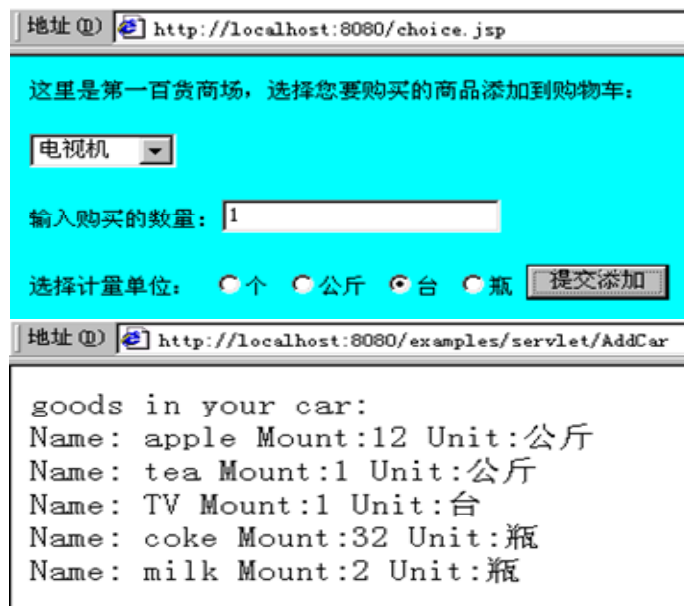 地址(D) http://localhost:8080/choice.jsp
这里是第一百货商场，选择您要购买的商品添加到购物车：
电视机
输入购买的数量： 1
选择计量单位： 个 公斤 台 瓶 提交添加
地址(D) http://localhost:8080/examples/servlet/AddCar
goods in your car:
Name: apple Mount:12 Unit:公斤
Name: tea Mount:1 Unit:公斤
Name: TV Mount:1 Unit:台
Name: coke Mount:32 Unit:瓶
Name: milk Mount:2 Unit:瓶